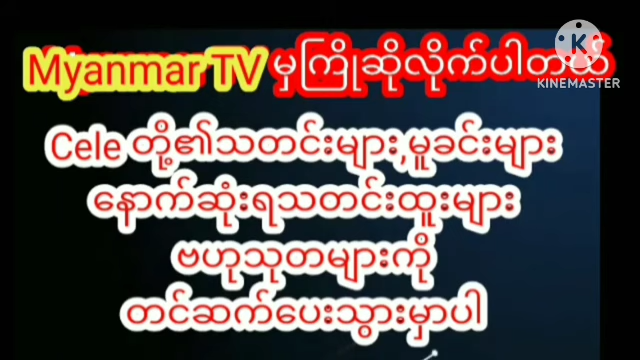 Myanmar TV မှကြိုဆိုလိုက်ပါတယ်
K
KINEMASTER
Cele တို့၏သတင်းများ,မူခင်းများ
နောက်ဆုံးရသတင်းထူးများ
ဗဟုသုတများကို
တင်ဆက်ပေးသွားမှာပါ